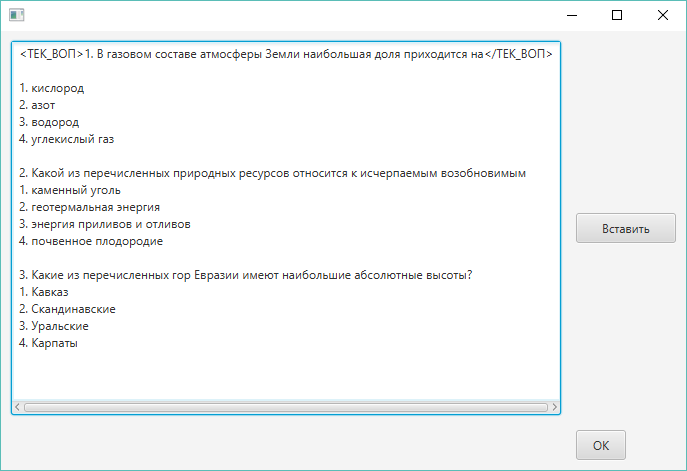 <ТЕК_ВОП>1. В газовом составе атмосферы Земли наибольшая доля приходится на</ТЕК_ВОП>
1. кислород
2. азот
3. водород
4. углекислый газ
2. Какой из перечисленных природных ресурсов относится к исчерпаемым возобновимым
1. каменный уголь
2. геотермальная энергия
3. энергия приливов и отливов
4. почвенное плодородие
3. Какие из перечисленных гор Евразии имеют наибольшие абсолютные высоты?
1. Кавказ
2. Скандинавские
3. Уральские
4. Карпаты
Вставить
OK